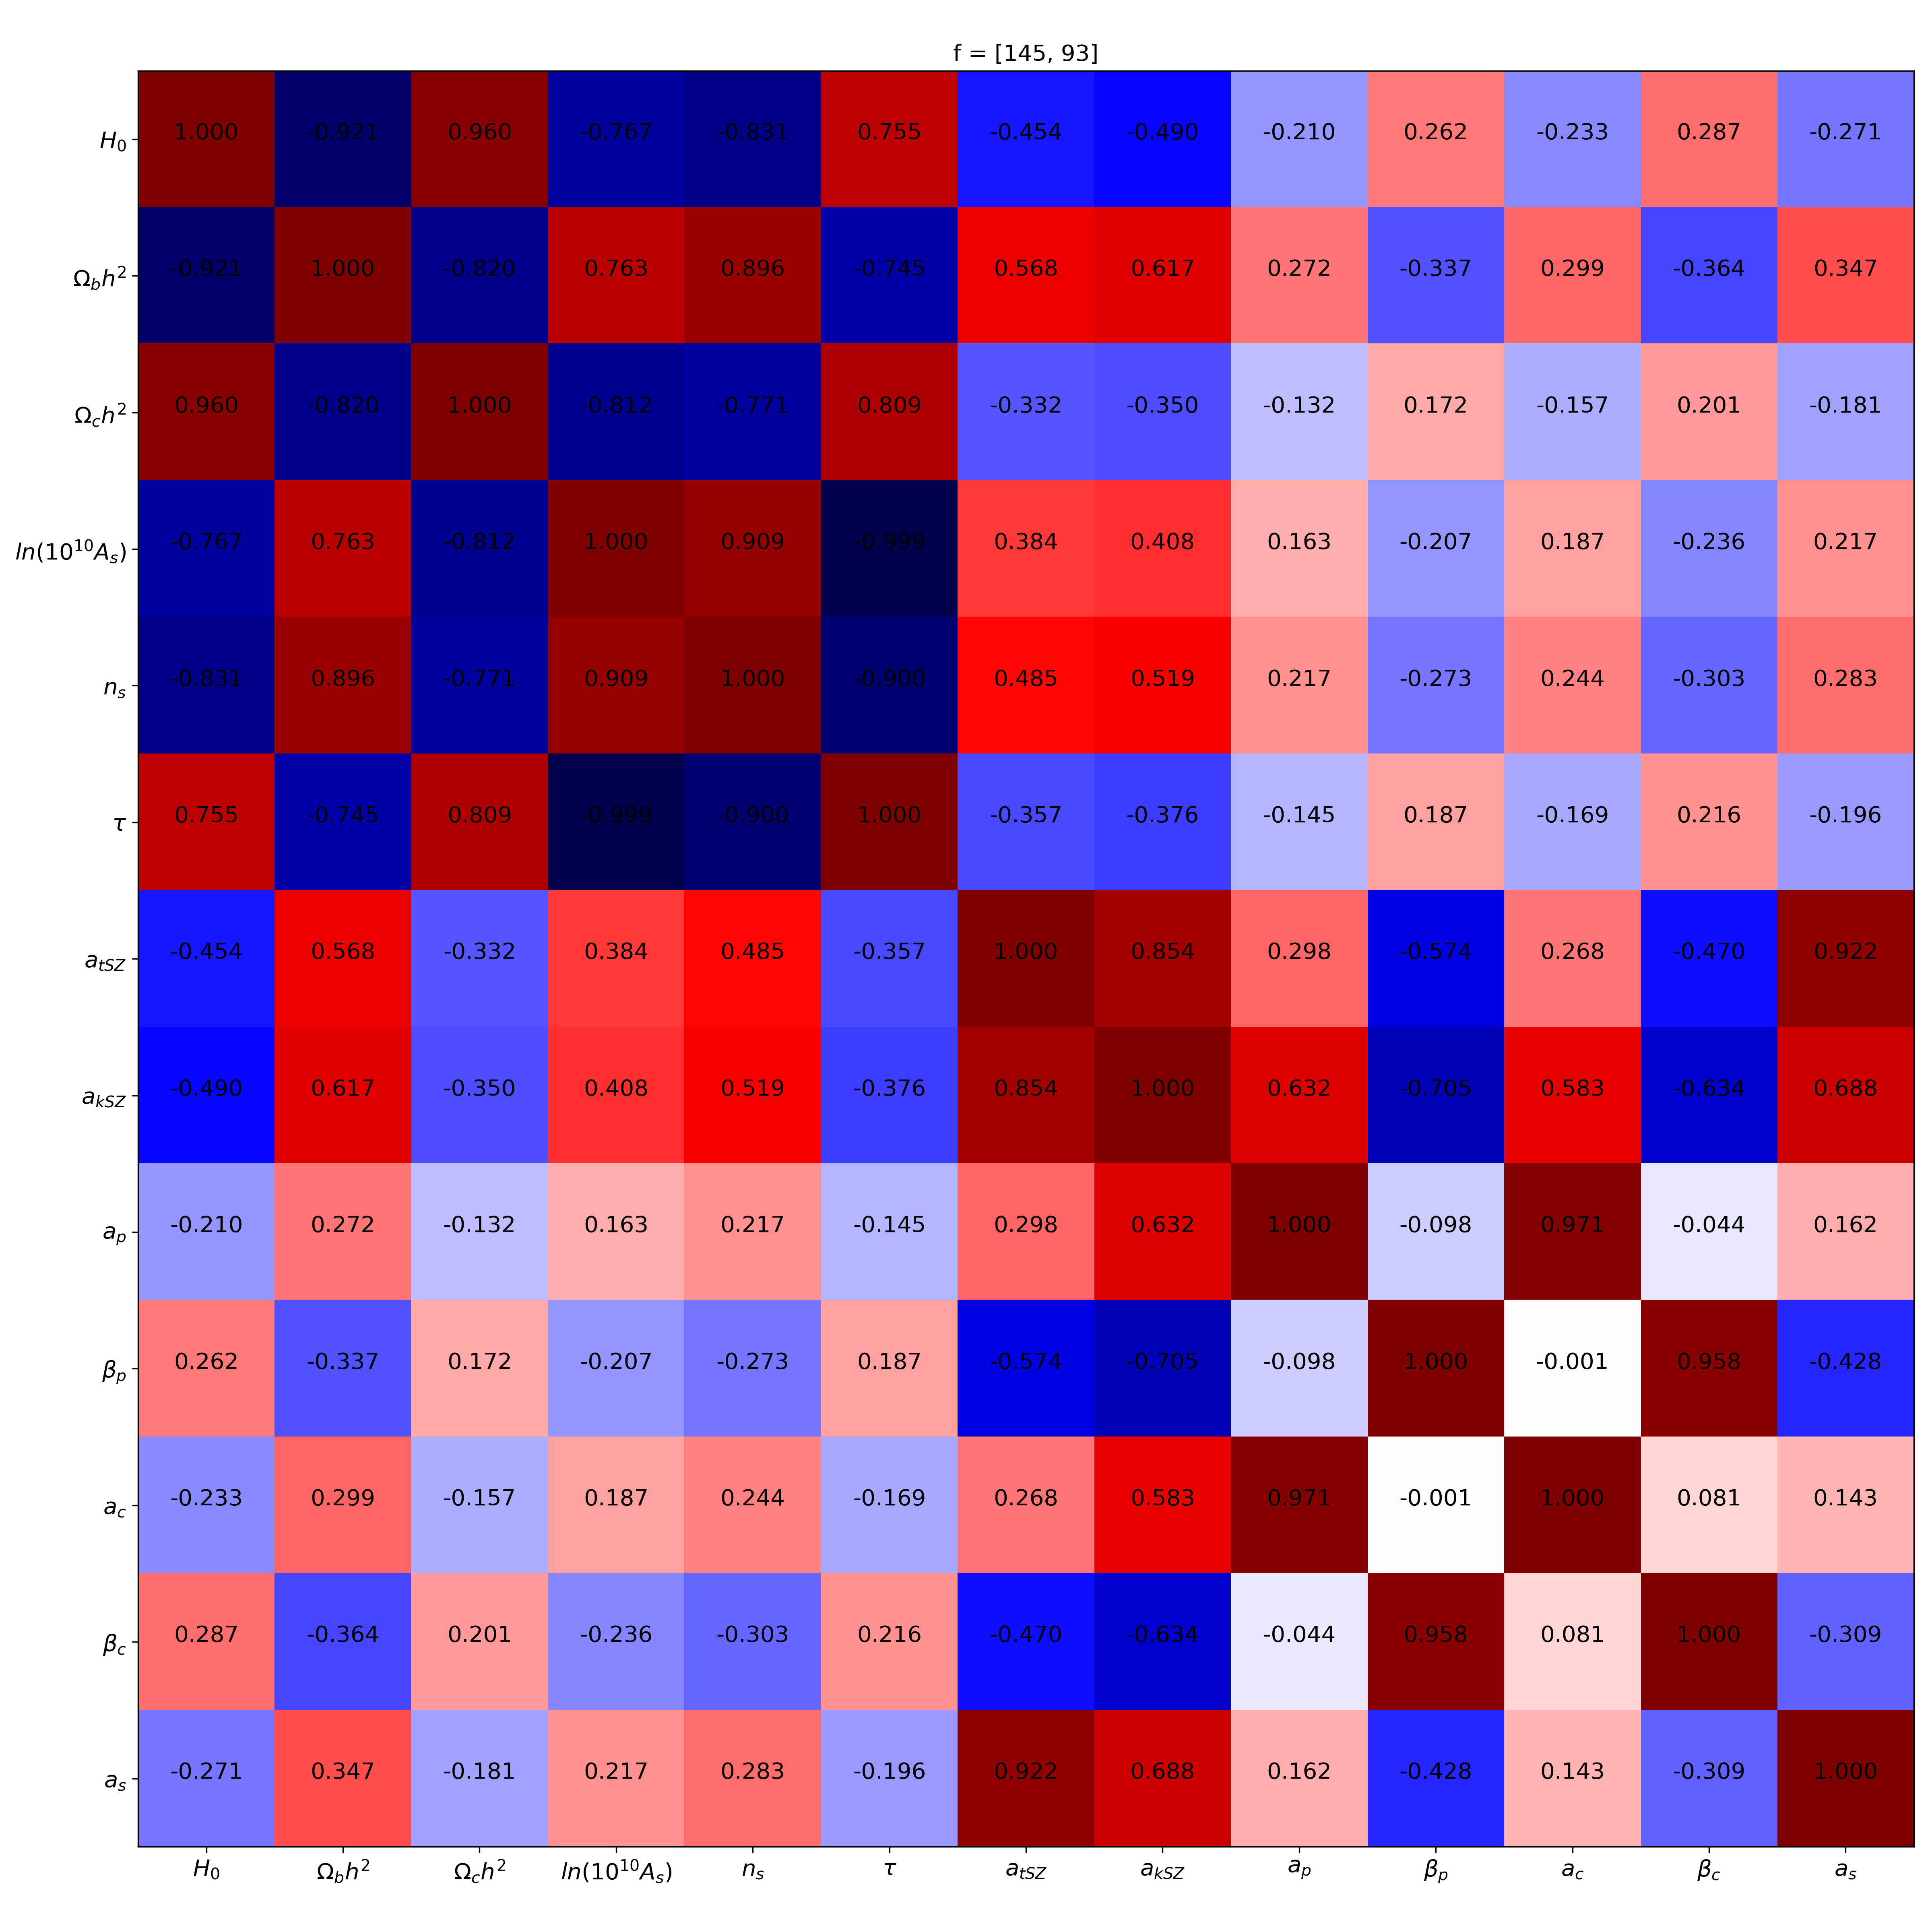 f = [145, 93]
H₀ 1.000 -0.921 0.960 -0.767 -0.831 0.755 -0.454 -0.490 -0.210 0.262 -0.233 0.287 -0.271
Ω_bh² -0.921 1.000 -0.820 0.763 0.896 -0.745 0.568 0.617 0.272 -0.337 0.299 -0.364 0.347
Ω_ch² 0.960 -0.820 1.000 -0.812 -0.771 0.809 -0.332 -0.350 -0.132 0.172 -0.157 0.201 -0.181
ln(10¹⁰A_s) -0.767 0.763 -0.812 1.000 0.909 -0.999 0.384 0.408 0.163 -0.207 0.187 -0.236 0.217
n_s -0.831 0.896 -0.771 0.909 1.000 -0.900 0.485 0.519 0.217 -0.273 0.244 -0.303 0.283
τ 0.755 -0.745 0.809 -0.999 -0.900 1.000 -0.357 -0.376 -0.145 0.187 -0.169 0.216 -0.196
a_tSZ -0.454 0.568 -0.332 0.384 0.485 -0.357 1.000 0.854 0.298 -0.574 0.268 -0.470 0.922
a_kSZ -0.490 0.617 -0.350 0.408 0.519 -0.376 0.854 1.000 0.632 -0.705 0.583 -0.634 0.688
a_p -0.210 0.272 -0.132 0.163 0.217 -0.145 0.298 0.632 1.000 -0.098 0.971 -0.044 0.162
β_p 0.262 -0.337 0.172 -0.207 -0.273 0.187 -0.574 -0.705 -0.098 1.000 -0.001 0.958 -0.428
a_c -0.233 0.299 -0.157 0.187 0.244 -0.169 0.268 0.583 0.971 -0.001 1.000 0.081 0.143
β_c 0.287 -0.364 0.201 -0.236 -0.303 0.216 -0.470 -0.634 -0.044 0.958 0.081 1.000 -0.309
a_s -0.271 0.347 -0.181 0.217 0.283 -0.196 0.922 0.688 0.162 -0.428 0.143 -0.309 1.000
H₀ Ω_bh² Ω_ch² ln(10¹⁰A_s) n_s τ a_tSZ a_kSZ a_p β_p a_c β_c a_s